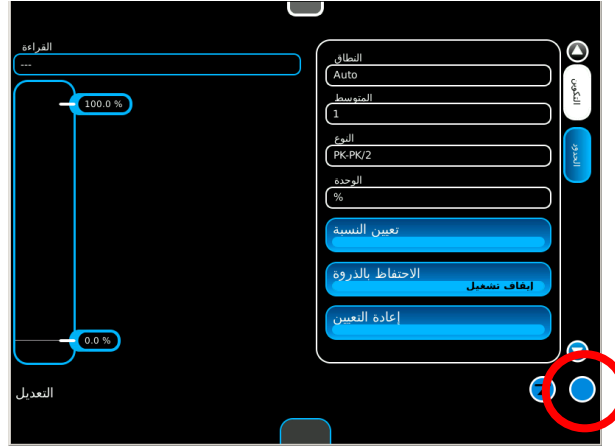 القراءة
---
100.0 %
0.0 %
النطاق
Auto
المتوسط
1
النوع
PK-PK/2
الوحدة
%
تعيين النسبة
الاحتفاظ بالذروة
إيقاف تشغيل
إعادة التعيين
التكوين
الحدود
التعديل